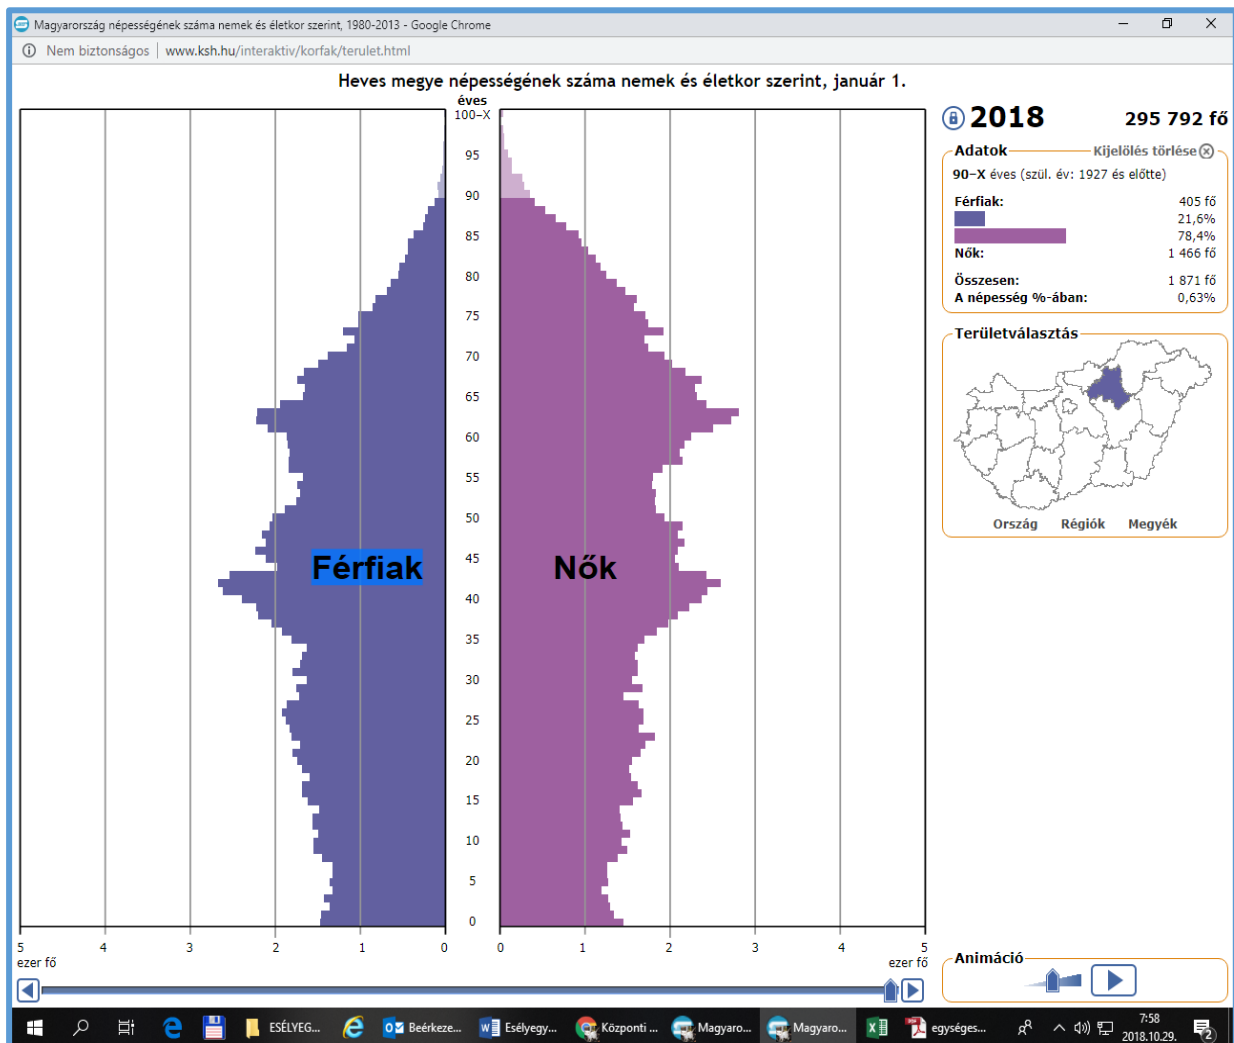 Magyarország népességének száma nemek és életkor szerint, 1980-2013 - Google Chrome
Nem biztonságos | www.ksh.hu/interaktiv/korfak/terulet.html
Heves megye népességének száma nemek és életkor szerint, január 1.
éves
100–X
95
90
85
80
75
70
65
60
55
50
45
40
35
30
25
20
15
10
5
0
Férfiak
Nők
5 4 3 2 1 0
ezer fő
0 1 2 3 4 5
ezer fő
2018 295 792 fő
Adatok Kijelölés törlése
90–X éves (szül. év: 1927 és előtte)
Férfiak: 405 fő
21,6%
78,4%
Nők: 1 466 fő
Összesen: 1 871 fő
A népesség %-ában: 0,63%
Területválasztás
Ország Régiók Megyék
Animáció
ESÉLYEG... Beérkeze... Esélyegy... Központi ... Magyaro... Magyaro... egységes...
7:58
2018.10.29.
2